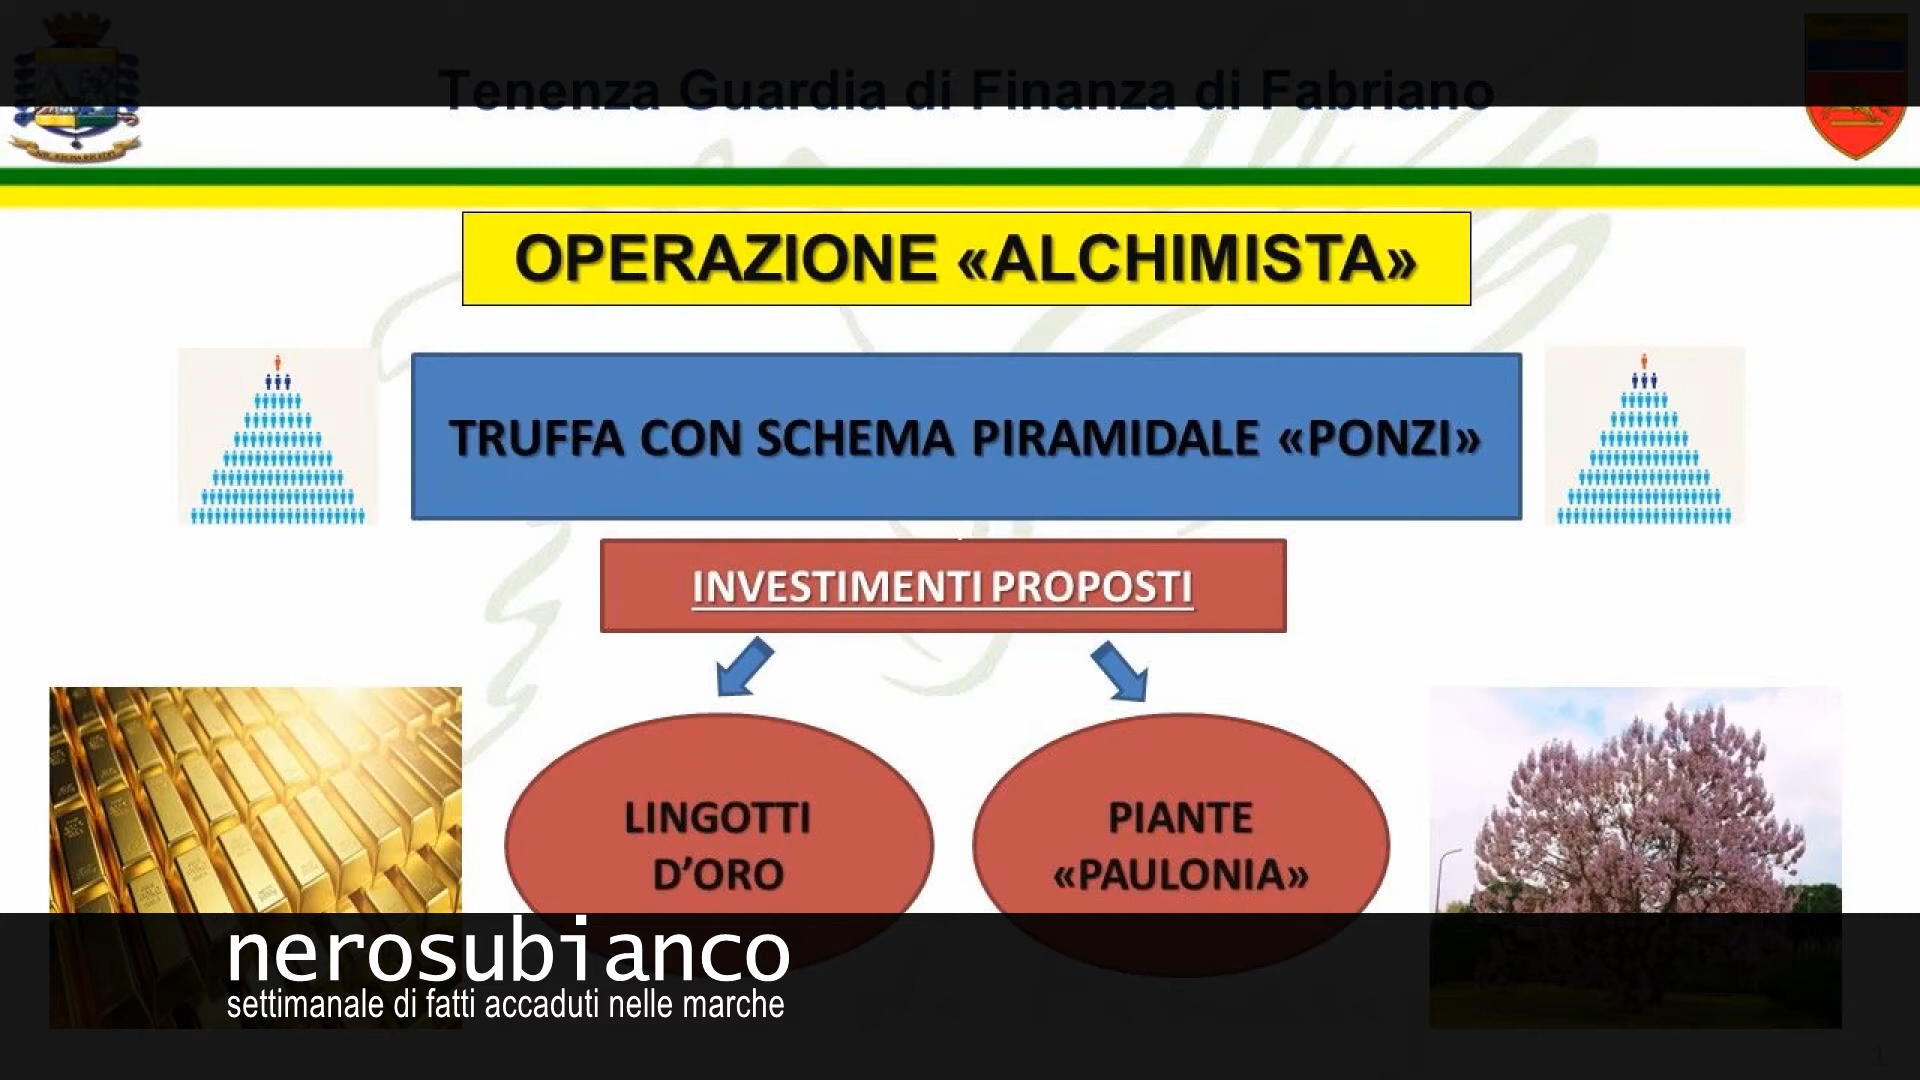 Tenenza Guardia di Finanza di Fabriano
OPERAZIONE «ALCHIMISTA»
TRUFFA CON SCHEMA PIRAMIDALE «PONZI»
INVESTIMENTI PROPOSTI
LINGOTTI
D’ORO
PIANTE
«PAULONIA»
nerosubianco
settimanale di fatti accaduti nelle marche
1